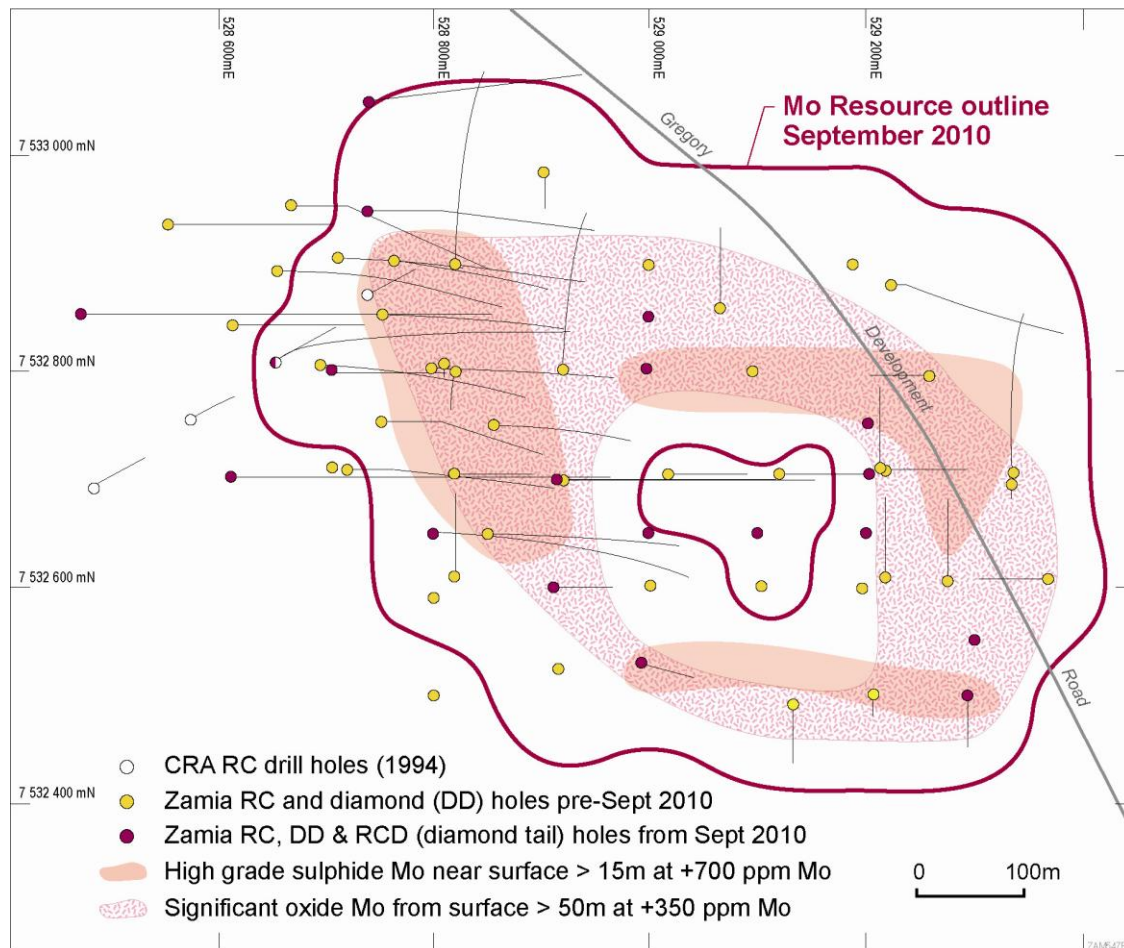 528 600mE
528 800mE
529 000mE
529 200mE
Mo Resource outline
September 2010
Gregory
7 533 000 mN
Development
7 532 800 mN
7 532 600 mN
Road
7 532 400 mN
CRA RC drill holes (1994)
Zamia RC and diamond (DD) holes pre-Sept 2010
Zamia RC, DD & RCD (diamond tail) holes from Sept 2010
High grade sulphide Mo near surface > 15m at +700 ppm Mo
Significant oxide Mo from surface > 50m at +350 ppm Mo
0 100m